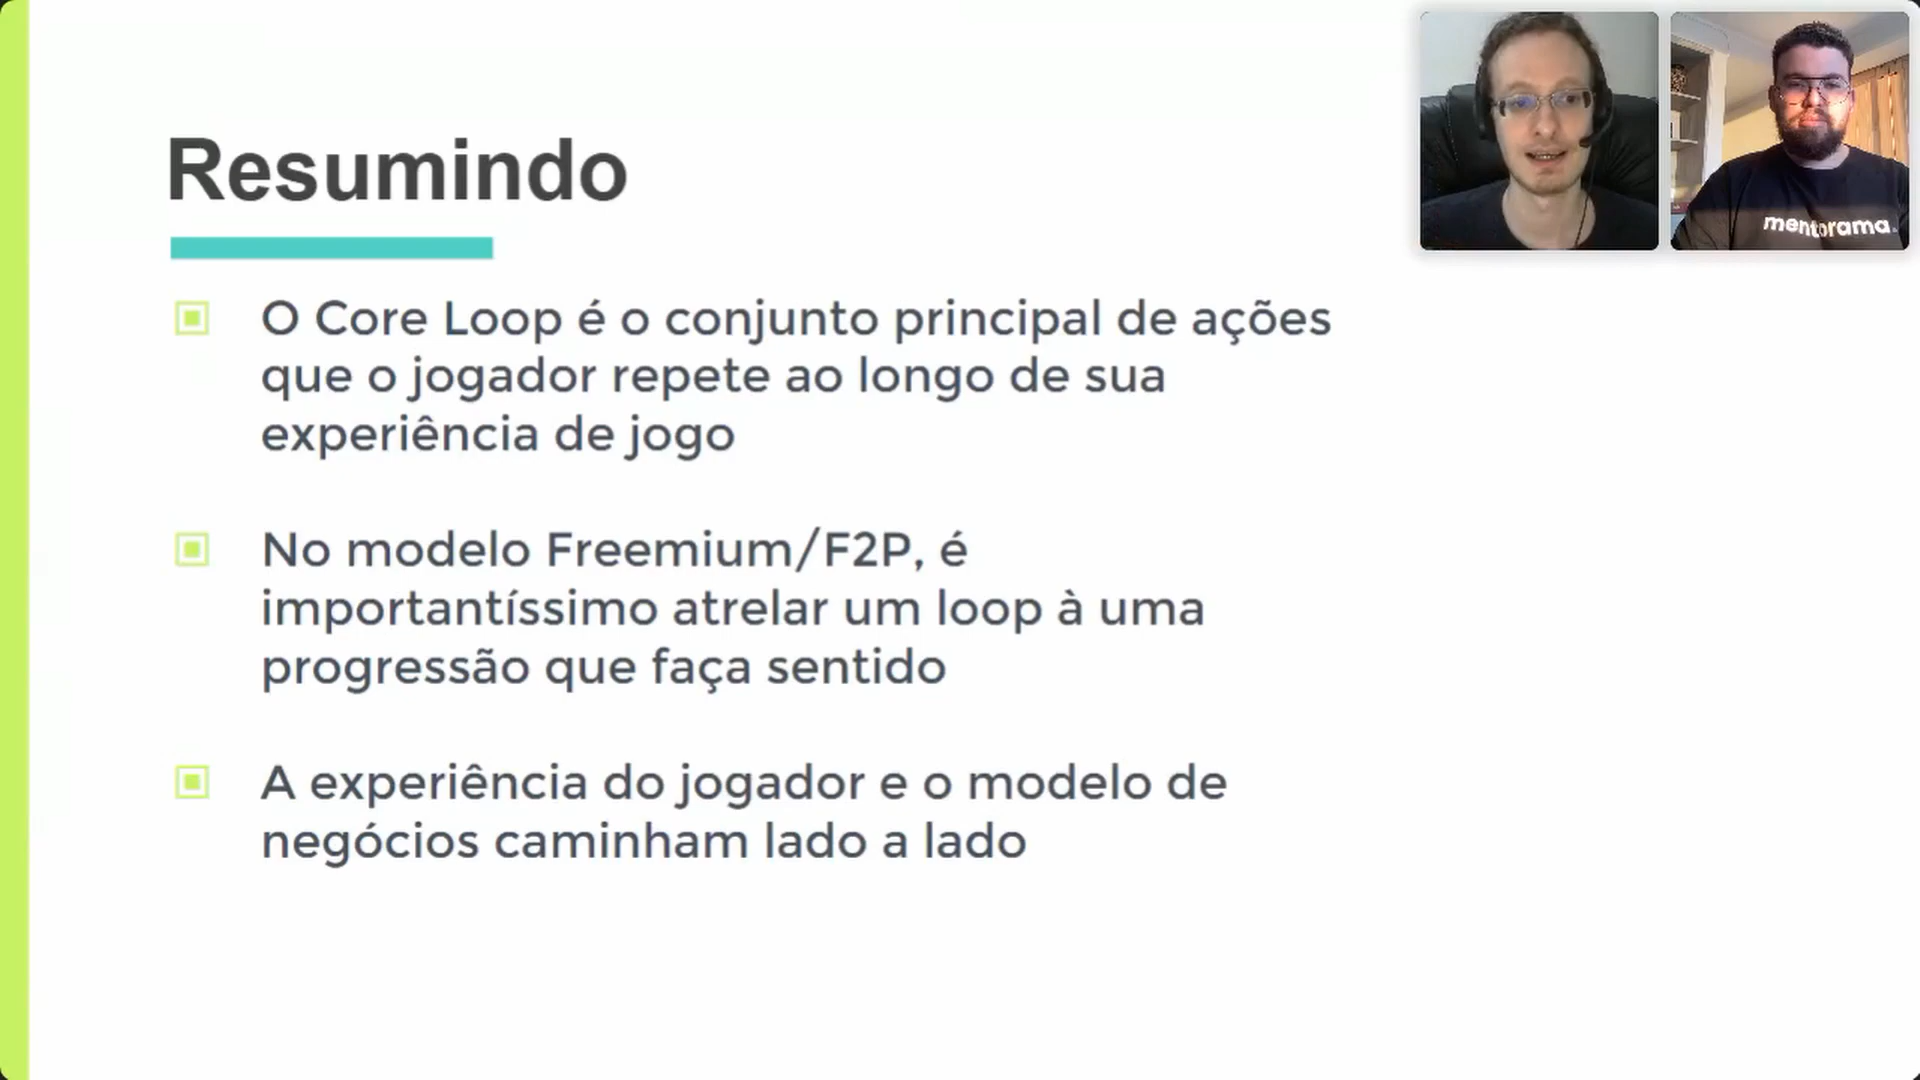 Resumindo
O Core Loop é o conjunto principal de ações
que o jogador repete ao longo de sua
experiência de jogo
No modelo Freemium/F2P, é
importantíssimo atrelar um loop à uma
progressão que faça sentido
A experiência do jogador e o modelo de
negócios caminham lado a lado
mentorama.